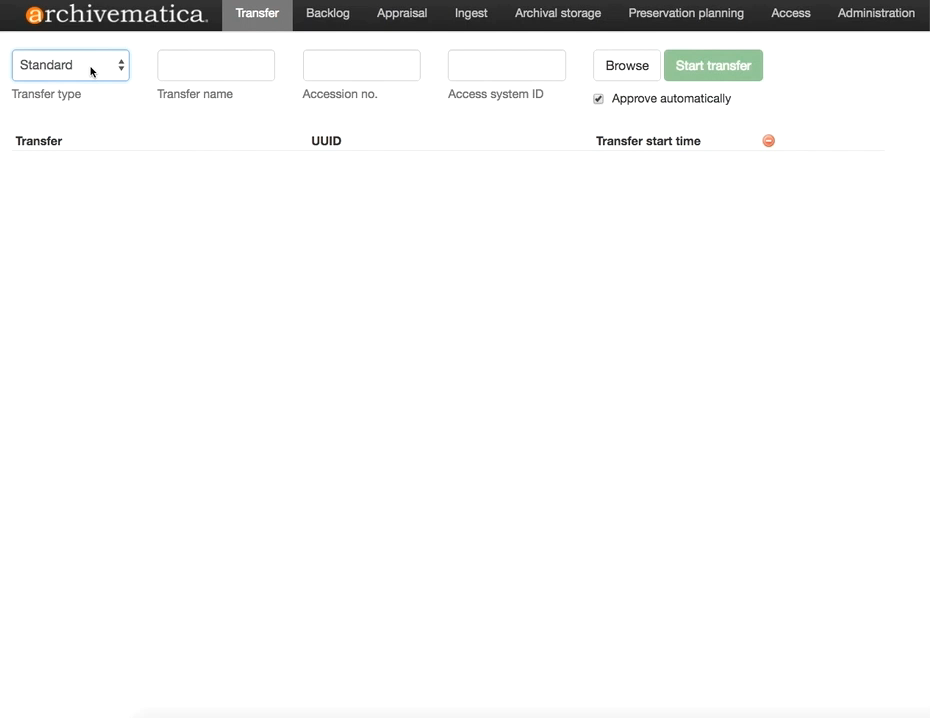 archivematica. Transfer Backlog Appraisal Ingest Archival storage Preservation planning Access Administration
Standard Browse Start transfer
Transfer type Transfer name Accession no. Access system ID Approve automatically
Transfer UUID Transfer start time